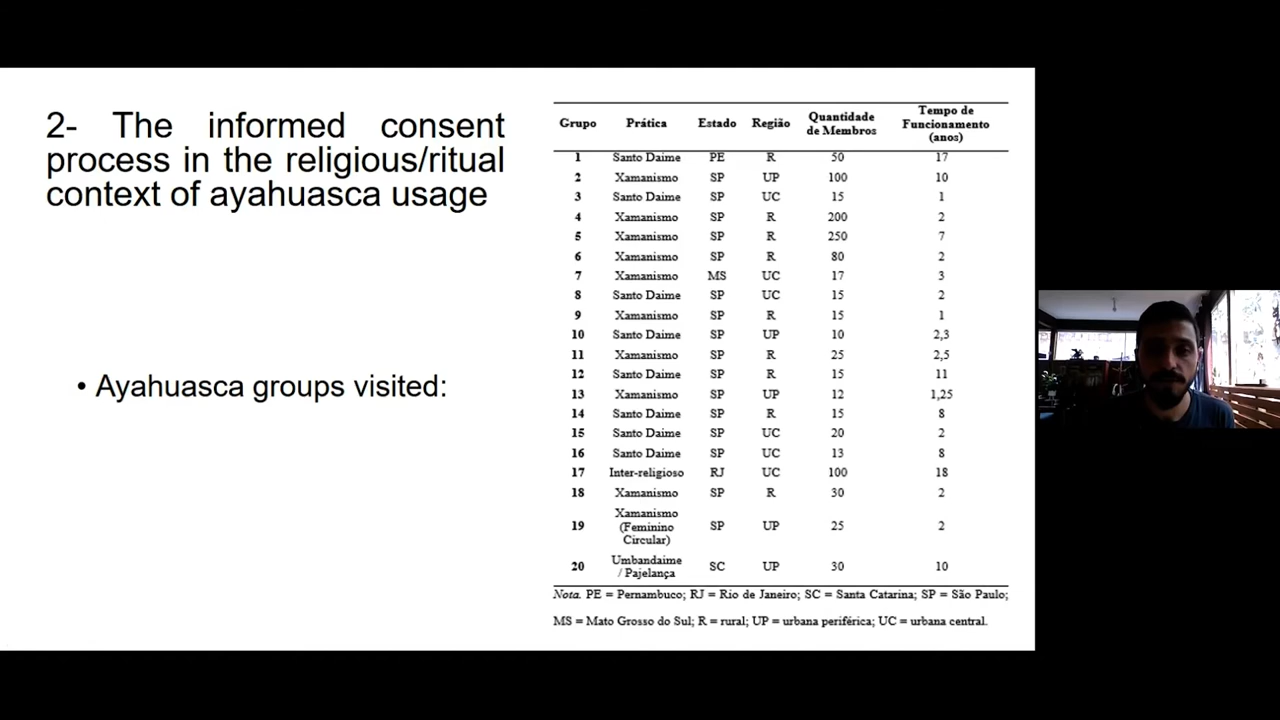 2- The informed consent
process in the religious/ritual
context of ayahuasca usage
• Ayahuasca groups visited:
Grupo Prática Estado Região Quantidade de Membros Tempo de Funcionamento (anos)
1 Santo Daime PE R 50 17
2 Xamanismo SP UP 100 10
3 Santo Daime SP UC 15 1
4 Xamanismo SP R 200 2
5 Xamanismo SP R 250 7
6 Xamanismo SP R 80 2
7 Xamanismo MS UC 17 3
8 Santo Daime SP UC 15 2
9 Xamanismo SP R 15 1
10 Santo Daime SP UP 10 2,3
11 Xamanismo SP R 25 2,5
12 Santo Daime SP R 15 11
13 Xamanismo SP UP 12 1,25
14 Santo Daime SP R 15 8
15 Santo Daime SP UC 20 2
16 Santo Daime SP UC 13 8
17 Inter-religioso RJ UC 100 18
18 Xamanismo SP R 30 2
19 Xamanismo (Feminino Circular) SP UP 25 2
20 Umbandaime / Pajelança SC UP 30 10
Nota. PE = Pernambuco; RJ = Rio de Janeiro; SC = Santa Catarina; SP = São Paulo;
MS = Mato Grosso do Sul; R = rural; UP = urbana periférica; UC = urbana central.